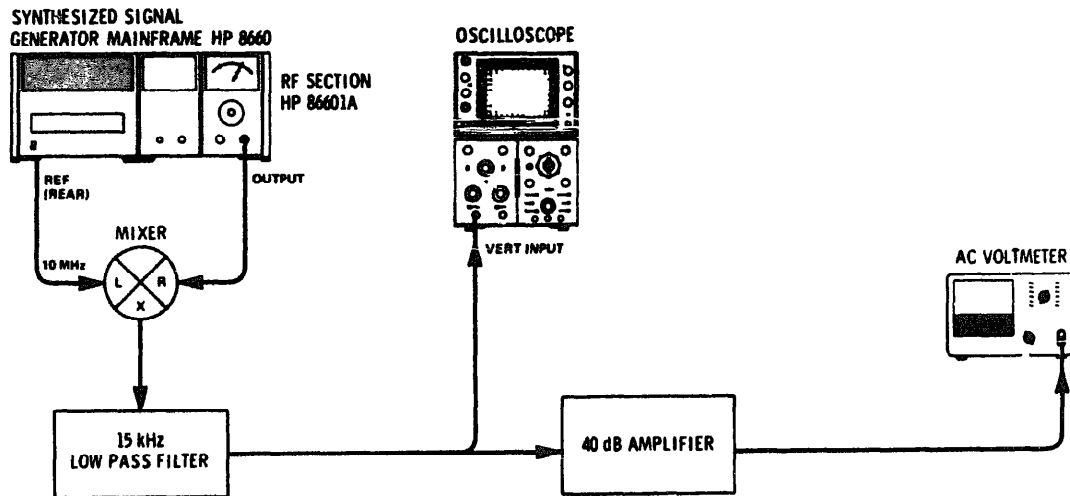 SYNTHESIZED SIGNAL
GENERATOR MAINFRAME HP 8660
RF SECTION
HP 86601A
OSCILLOSCOPE
REF
(REAR)
OUTPUT
MIXER
10 MHz
L
R
X
VERT INPUT
AC VOLTMETER
15 kHz
LOW PASS FILTER
40 dB AMPLIFIER